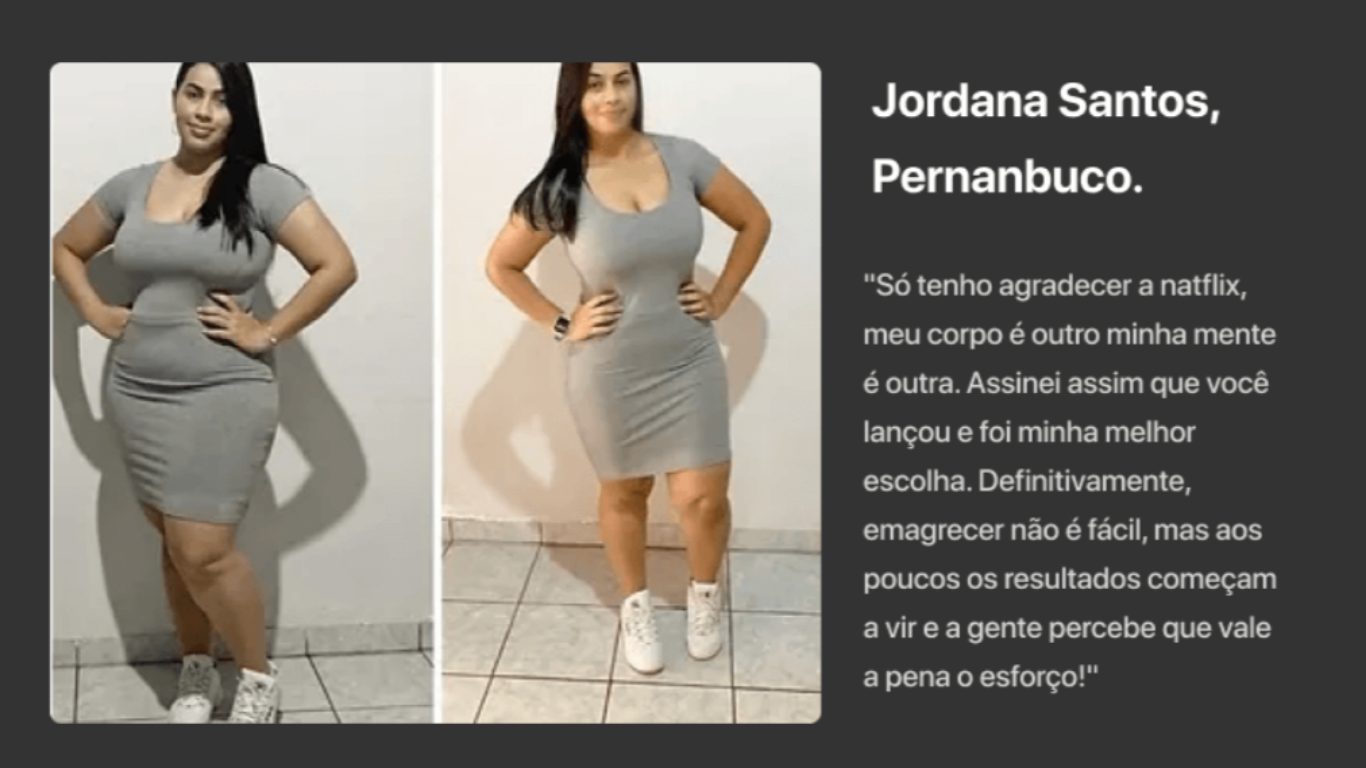 Jordana Santos,
Pernanbuco.
"Só tenho agradecer a natflix,
meu corpo é outro minha mente
é outra. Assinei assim que você
lançou e foi minha melhor
escolha. Definitivamente,
emagrecer não é fácil, mas aos
poucos os resultados começam
a vir e a gente percebe que vale
a pena o esforço!"